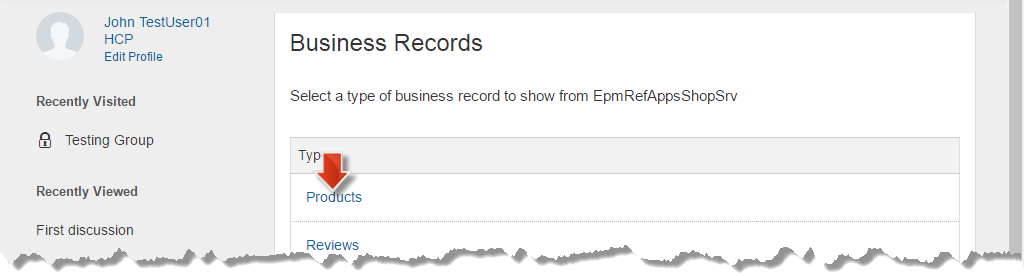 John TestUser01
HCP
Edit Profile
Recently Visited
Testing Group
Recently Viewed
First discussion
Business Records
Select a type of business record to show from EpmRefAppsShopSrv
Typ
Products
Reviews